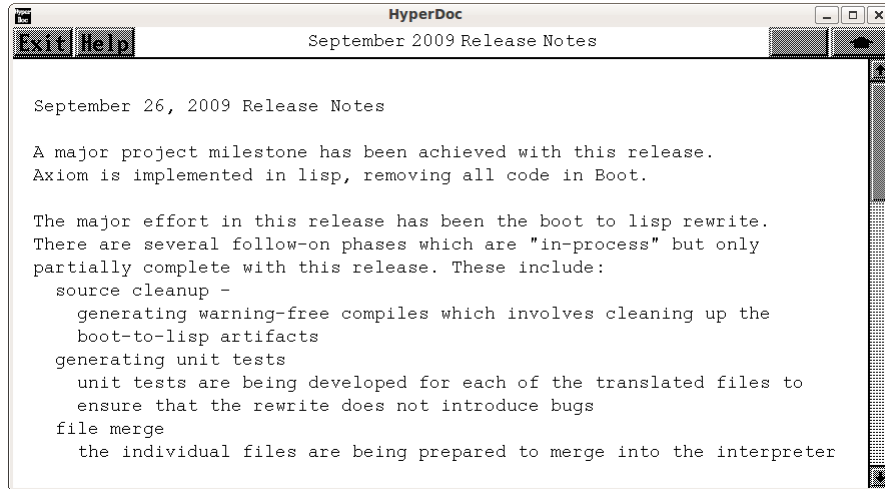 HyperDoc
Exit Help September 2009 Release Notes
September 26, 2009 Release Notes
A major project milestone has been achieved with this release.
Axiom is implemented in lisp, removing all code in Boot.
The major effort in this release has been the boot to lisp rewrite.
There are several follow-on phases which are "in-process" but only
partially complete with this release. These include:
source cleanup -
generating warning-free compiles which involves cleaning up the
boot-to-lisp artifacts
generating unit tests
unit tests are being developed for each of the translated files to
ensure that the rewrite does not introduce bugs
file merge
the individual files are being prepared to merge into the interpreter